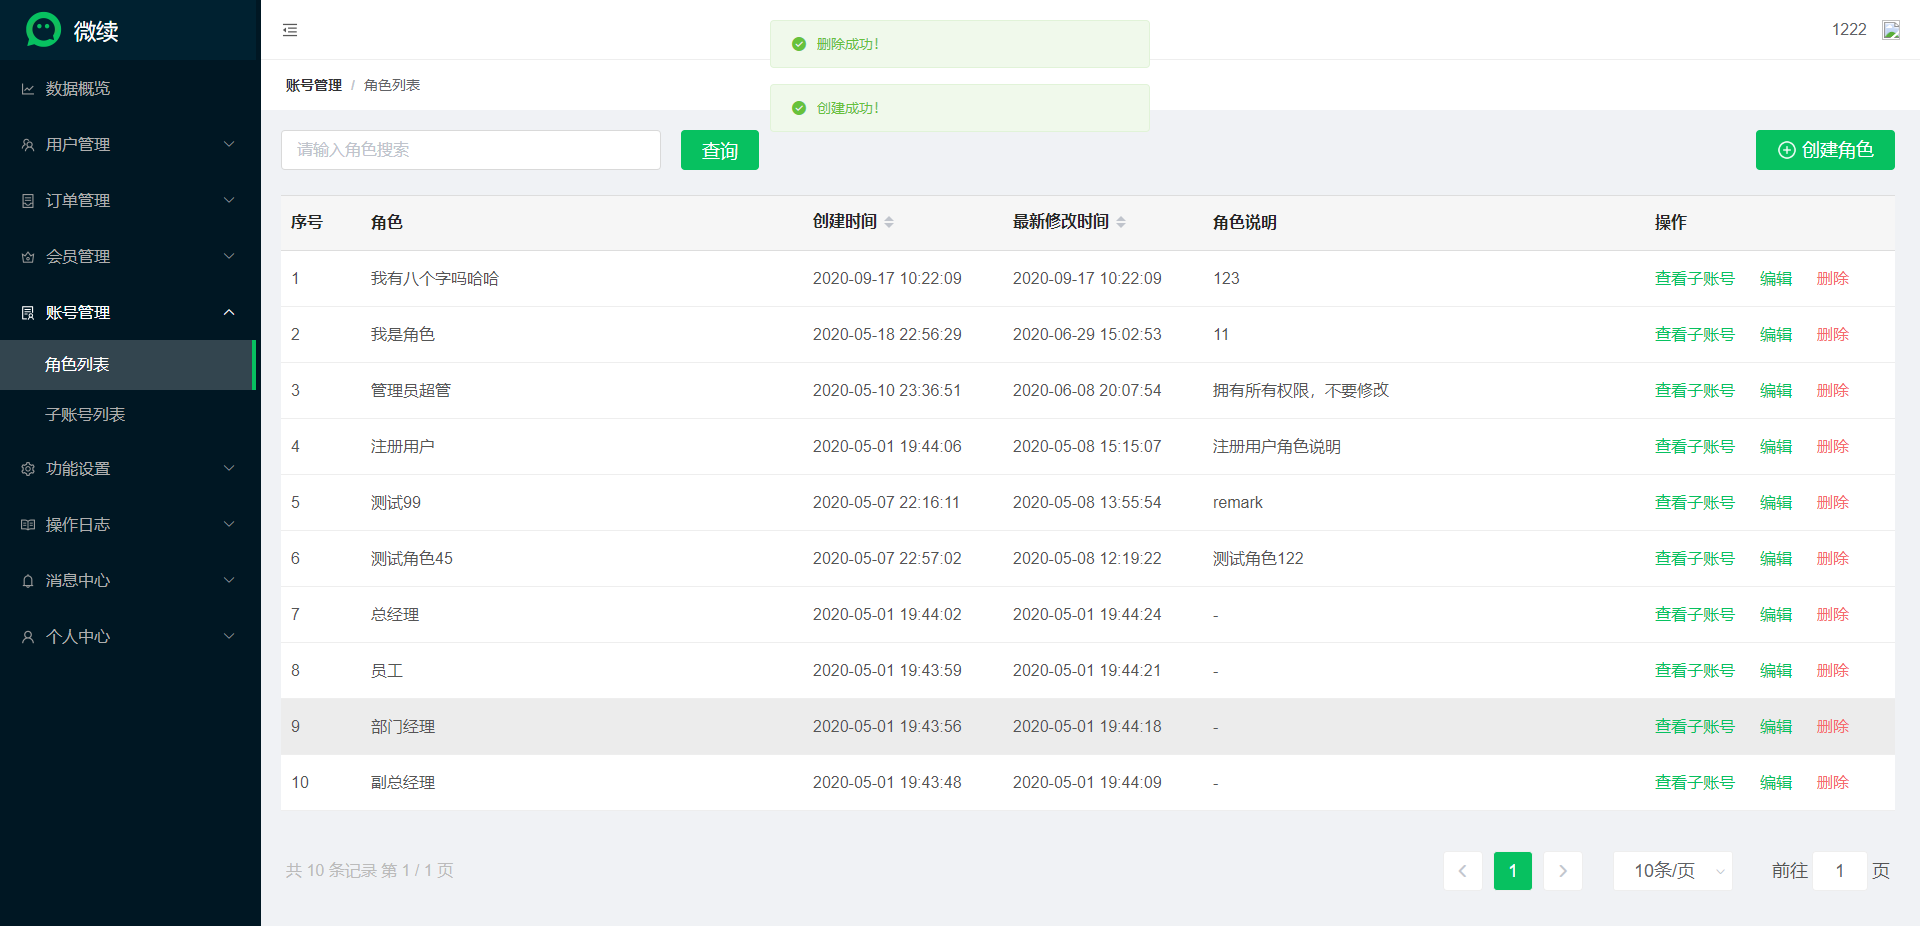 微续
数据概览
用户管理
订单管理
会员管理
账号管理
角色列表
子账号列表
功能设置
操作日志
消息中心
个人中心
1222
删除成功!
创建成功!
账号管理 / 角色列表
请输入角色搜索 查询 创建角色
序号 角色 创建时间 最新修改时间 角色说明 操作
1 我有八个字吗哈哈 2020-09-17 10:22:09 2020-09-17 10:22:09 123 查看子账号 编辑 删除
2 我是角色 2020-05-18 22:56:29 2020-06-29 15:02:53 11 查看子账号 编辑 删除
3 管理员超管 2020-05-10 23:36:51 2020-06-08 20:07:54 拥有所有权限，不要修改 查看子账号 编辑 删除
4 注册用户 2020-05-01 19:44:06 2020-05-08 15:15:07 注册用户角色说明 查看子账号 编辑 删除
5 测试99 2020-05-07 22:16:11 2020-05-08 13:55:54 remark 查看子账号 编辑 删除
6 测试角色45 2020-05-07 22:57:02 2020-05-08 12:19:22 测试角色122 查看子账号 编辑 删除
7 总经理 2020-05-01 19:44:02 2020-05-01 19:44:24 - 查看子账号 编辑 删除
8 员工 2020-05-01 19:43:59 2020-05-01 19:44:21 - 查看子账号 编辑 删除
9 部门经理 2020-05-01 19:43:56 2020-05-01 19:44:18 - 查看子账号 编辑 删除
10 副总经理 2020-05-01 19:43:48 2020-05-01 19:44:09 - 查看子账号 编辑 删除
共 10 条记录 第 1 / 1 页 1 10条/页 前往 1 页